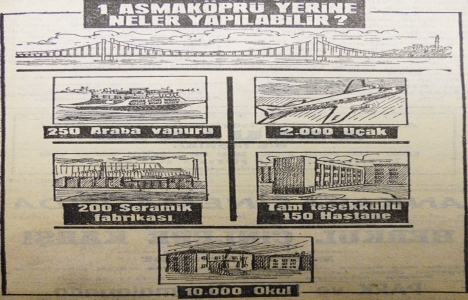 1 ASMAKÖPRÜ YERİNE
NELER YAPILABİLİR?
250 Araba vapuru
2.000 Uçak
200 Seramik
fabrikası
Tam teşekküllü
150 Hastane
10.000 Okul